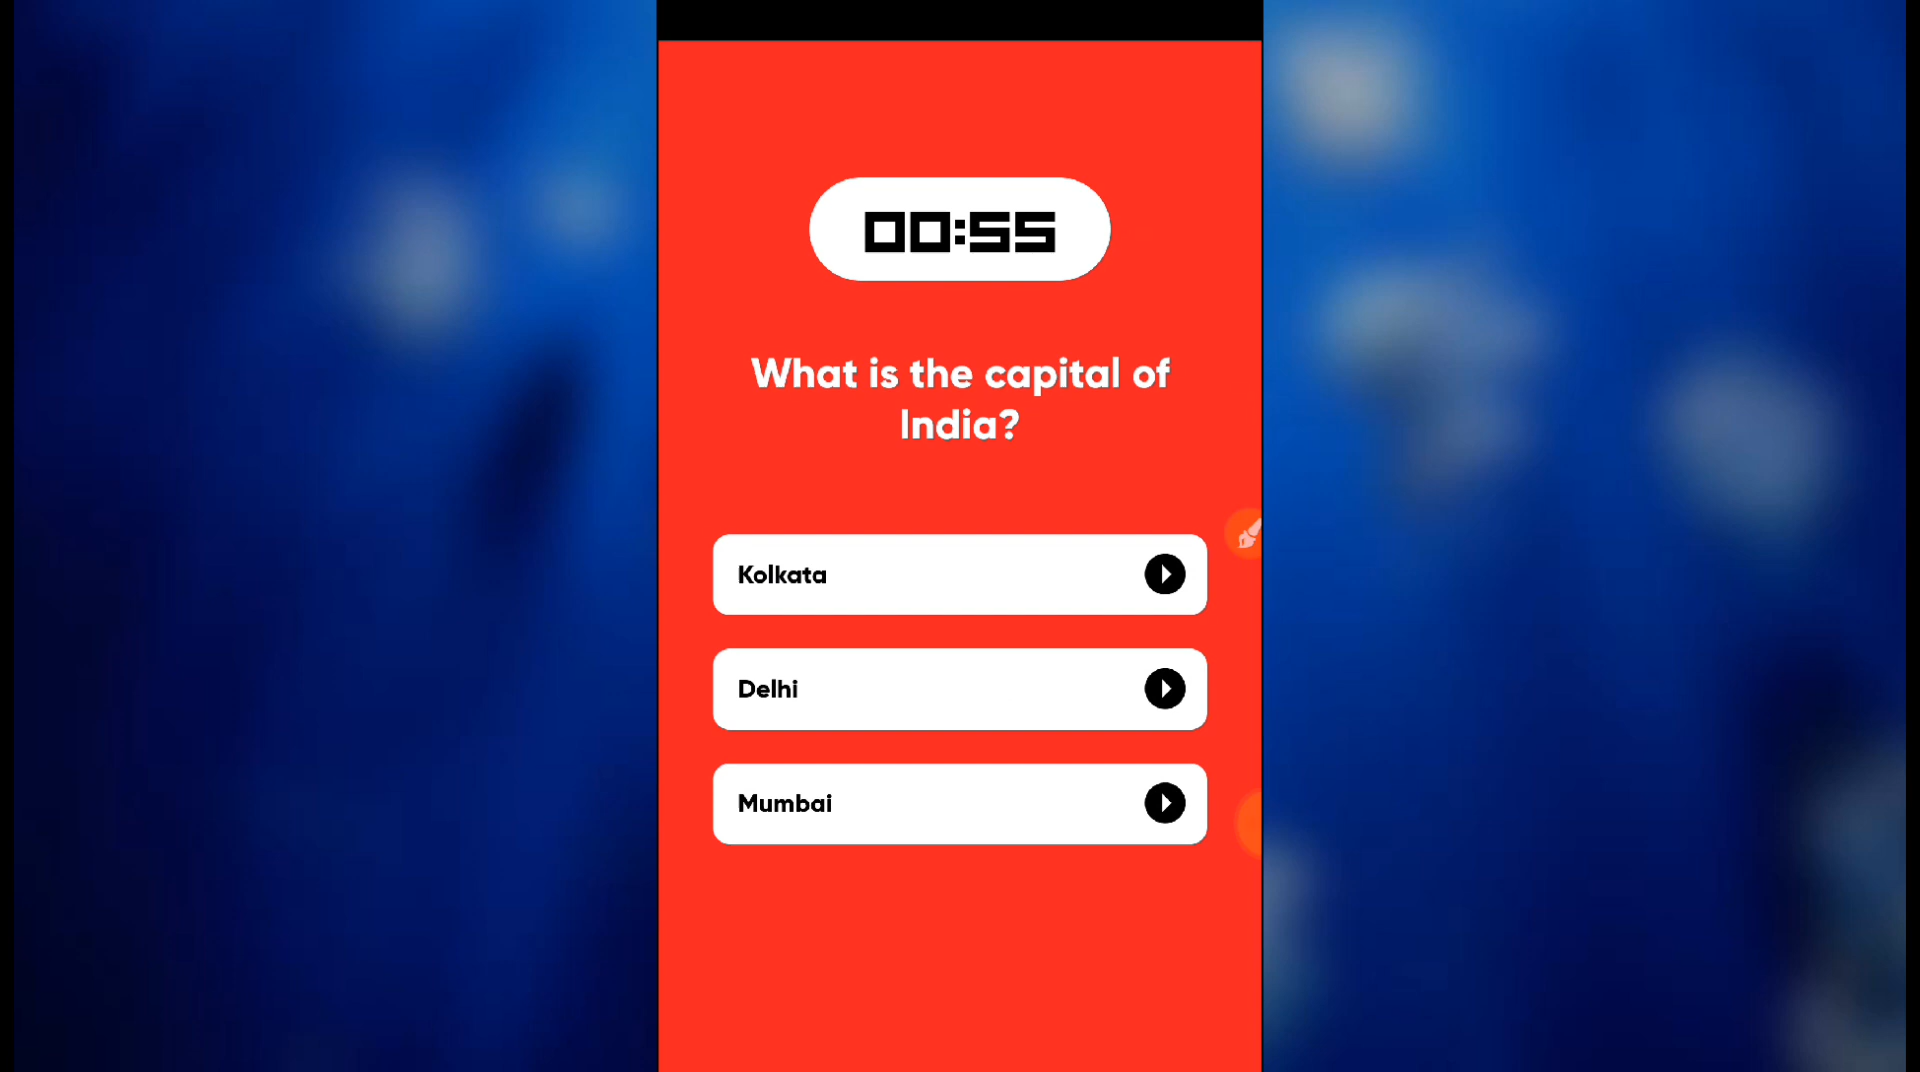 00:55
What is the capital of
India?
Kolkata
Delhi
Mumbai